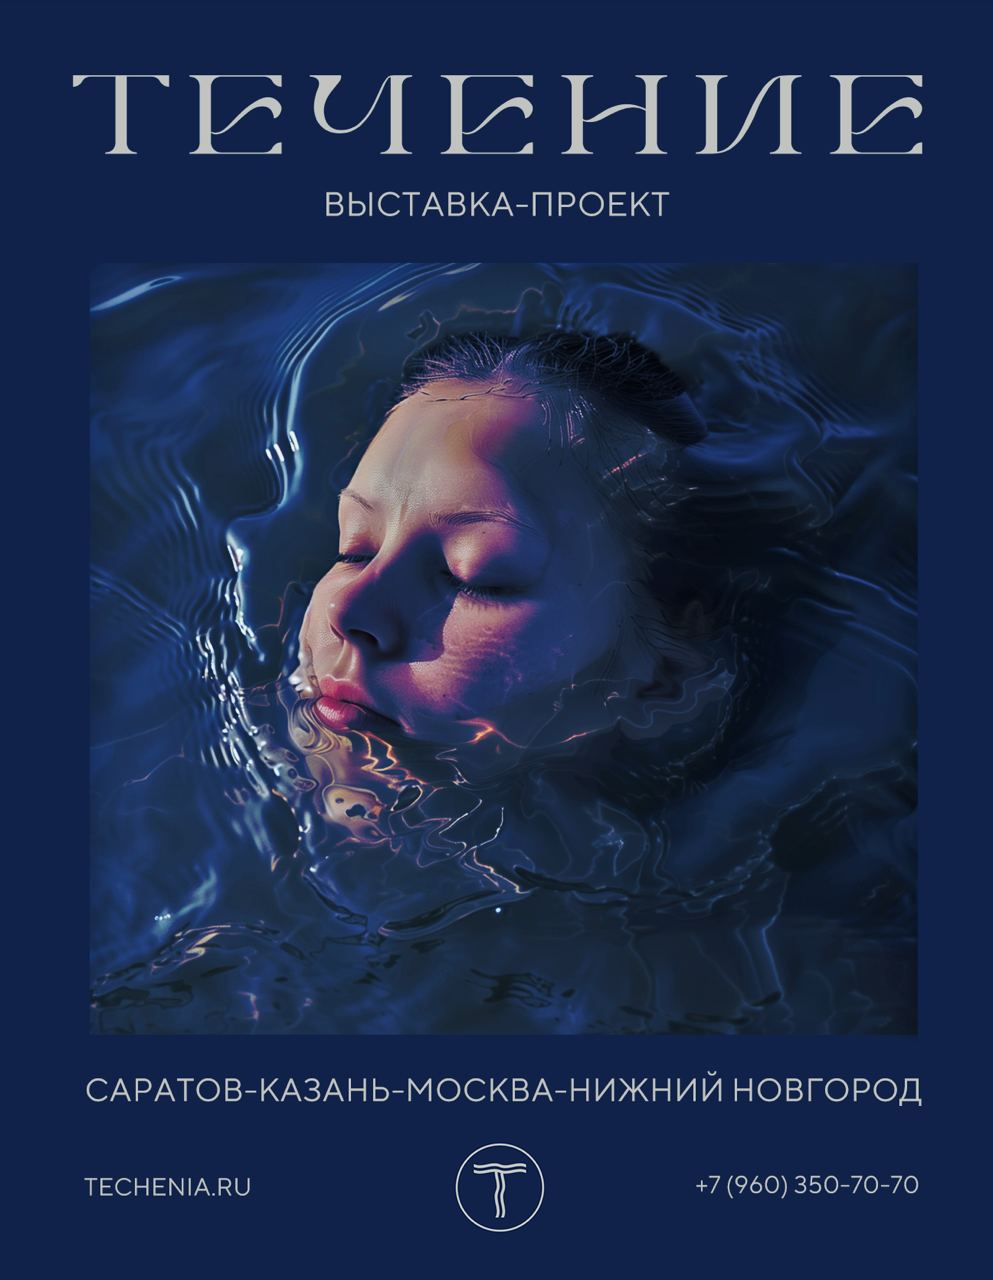 ТЕЧЕНИЕ
ВЫСТАВКА-ПРОЕКТ
САРАТОВ-КАЗАНЬ-МОСКВА-НИЖНИЙ НОВГОРОД
TECHENIA.RU
Т
+7 (960) 350-70-70